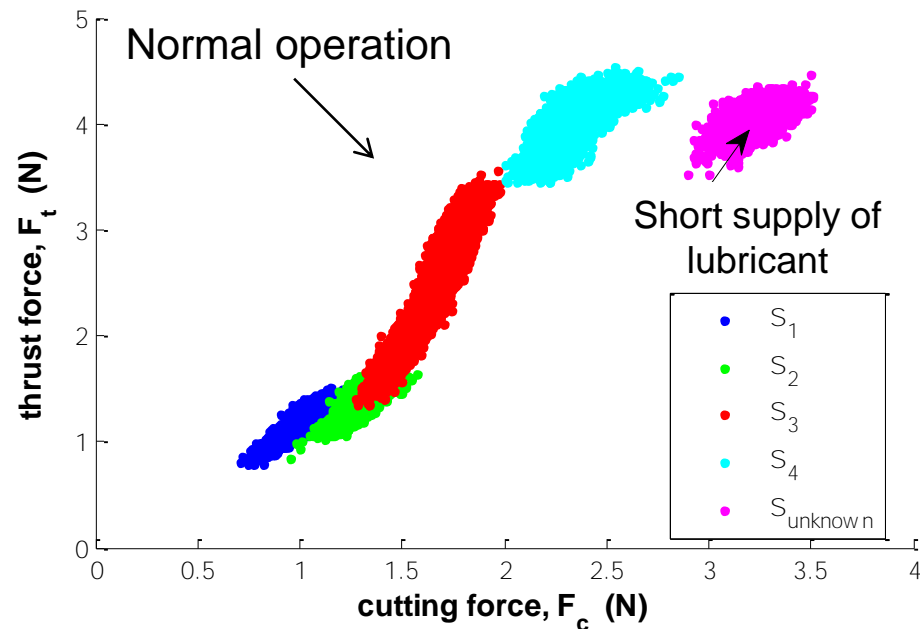 Normal operation
Short supply of
lubricant
thrust force, F_t (N)
5
4
3
2
1
0
0 0.5 1 1.5 2 2.5 3 3.5 4
cutting force, F_c (N)
S_1
S_2
S_3
S_4
S_unknown